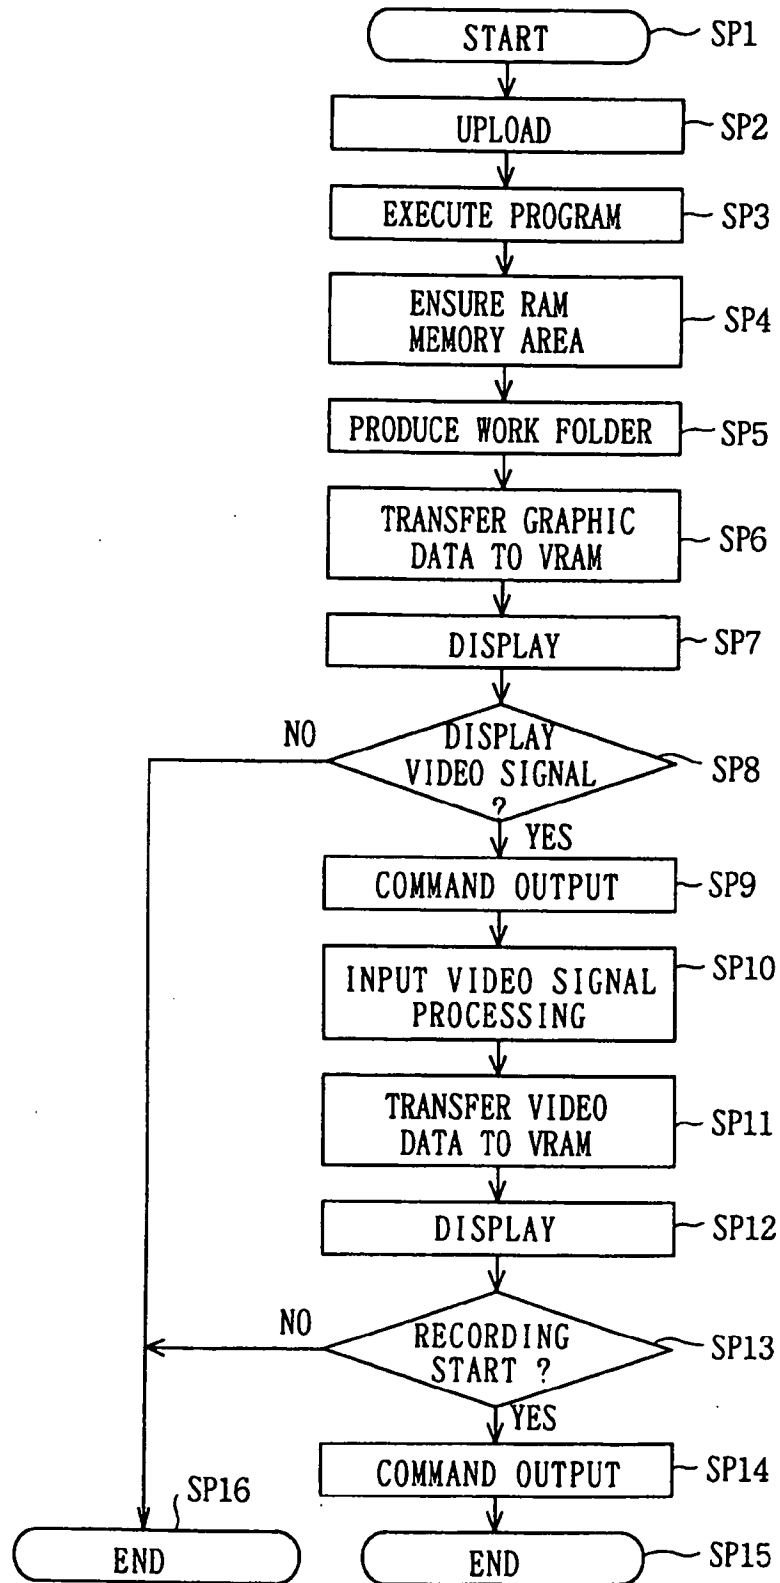 START SP1
UPLOAD SP2
EXECUTE PROGRAM SP3
ENSURE RAM
MEMORY AREA SP4
PRODUCE WORK FOLDER SP5
TRANSFER GRAPHIC
DATA TO VRAM SP6
DISPLAY SP7
NO
DISPLAY
VIDEO SIGNAL
? SP8
YES
COMMAND OUTPUT SP9
INPUT VIDEO SIGNAL
PROCESSING SP10
TRANSFER VIDEO
DATA TO VRAM SP11
DISPLAY SP12
NO
RECORDING
START ? SP13
YES
COMMAND OUTPUT SP14
SP16
END
END SP15